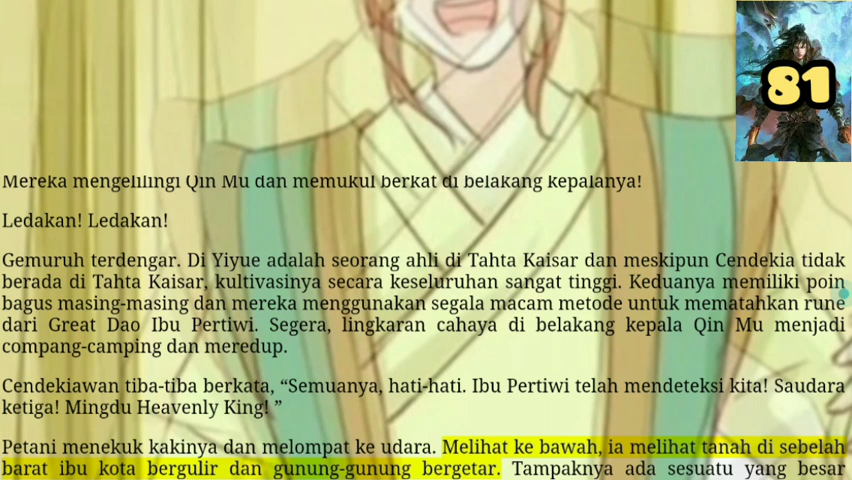 81
Mereka mengelilingi Qin Mu dan memukul berkat di belakang kepalanya!
Ledakan! Ledakan!
Gemuruh terdengar. Di Yiyue adalah seorang ahli di Tahta Kaisar dan meskipun Cendekia tidak
berada di Tahta Kaisar, kultivasinya secara keseluruhan sangat tinggi. Keduanya memiliki poin
bagus masing-masing dan mereka menggunakan segala macam metode untuk mematahkan rune
dari Great Dao Ibu Pertiwi. Segera, lingkaran cahaya di belakang kepala Qin Mu menjadi
compang-camping dan meredup.
Cendekiawan tiba-tiba berkata, “Semuanya, hati-hati. Ibu Pertiwi telah mendeteksi kita! Saudara
ketiga! Mingdu Heavenly King! ”
Petani menekuk kakinya dan melompat ke udara. Melihat ke bawah, ia melihat tanah di sebelah
barat ibu kota bergulir dan gunung-gunung bergetar. Tampaknya ada sesuatu yang besar